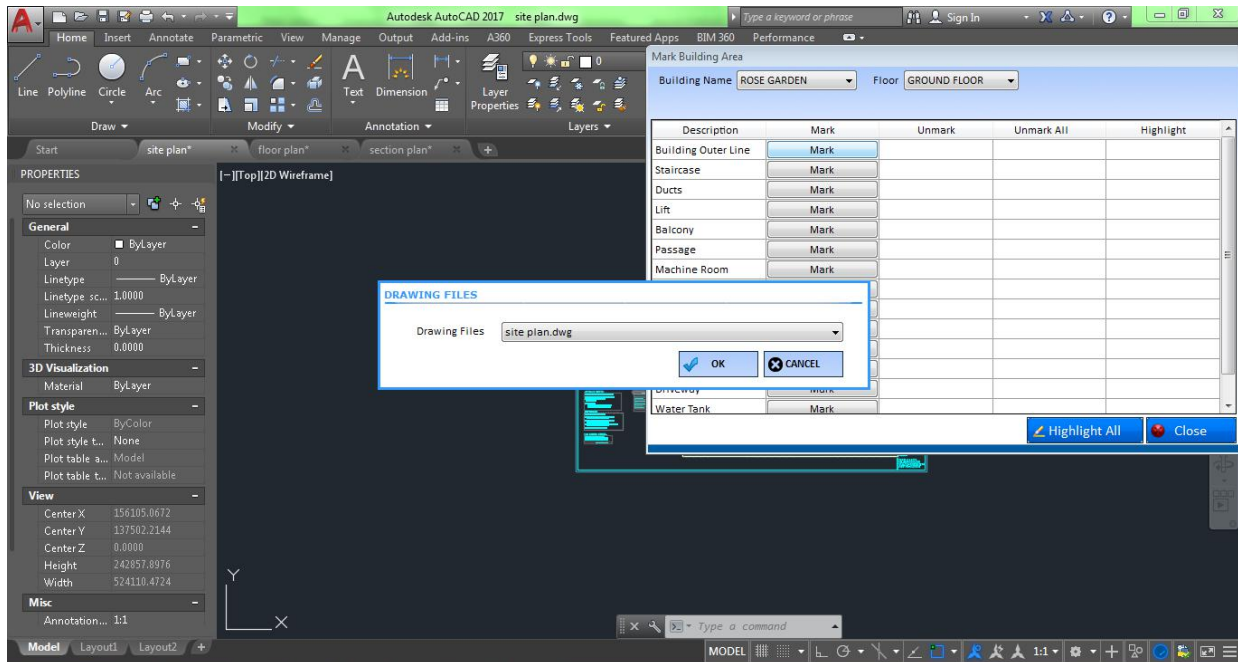 Autodesk AutoCAD 2017 site plan.dwg
Type a keyword or phrase
Sign In
Home Insert Annotate Parametric View Manage Output Add-ins A360 Express Tools Featured Apps BIM 360 Performance
Line Polyline Circle Arc
Text Dimension
Layer Properties
0
Draw Modify Annotation Layers
Start site plan* floor plan* section plan*
PROPERTIES
[−][Top][2D Wireframe]
No selection
General
Color ByLayer
Layer 0
Linetype ByLayer
Linetype sc... 1.0000
Lineweight ByLayer
Transparen... ByLayer
Thickness 0.0000
3D Visualization
Material ByLayer
Plot style
Plot style ByColor
Plot style t... None
Plot table a... Model
Plot table t... Not available
View
Center X 156105.0672
Center Y 137502.2144
Center Z 0.0000
Height 242857.8976
Width 524110.4724
Misc
Annotation... 1:1
Mark Building Area
Building Name ROSE GARDEN Floor GROUND FLOOR
Description Mark Unmark Unmark All Highlight
Building Outer Line Mark
Staircase Mark
Ducts Mark
Lift Mark
Balcony Mark
Passage Mark
Machine Room Mark
DRAWING FILES
Drawing Files site plan.dwg
OK CANCEL
Driveway Mark
Water Tank Mark
Highlight All Close
Y
X
Type a command
Model Layout1 Layout2 +
MODEL 1:1